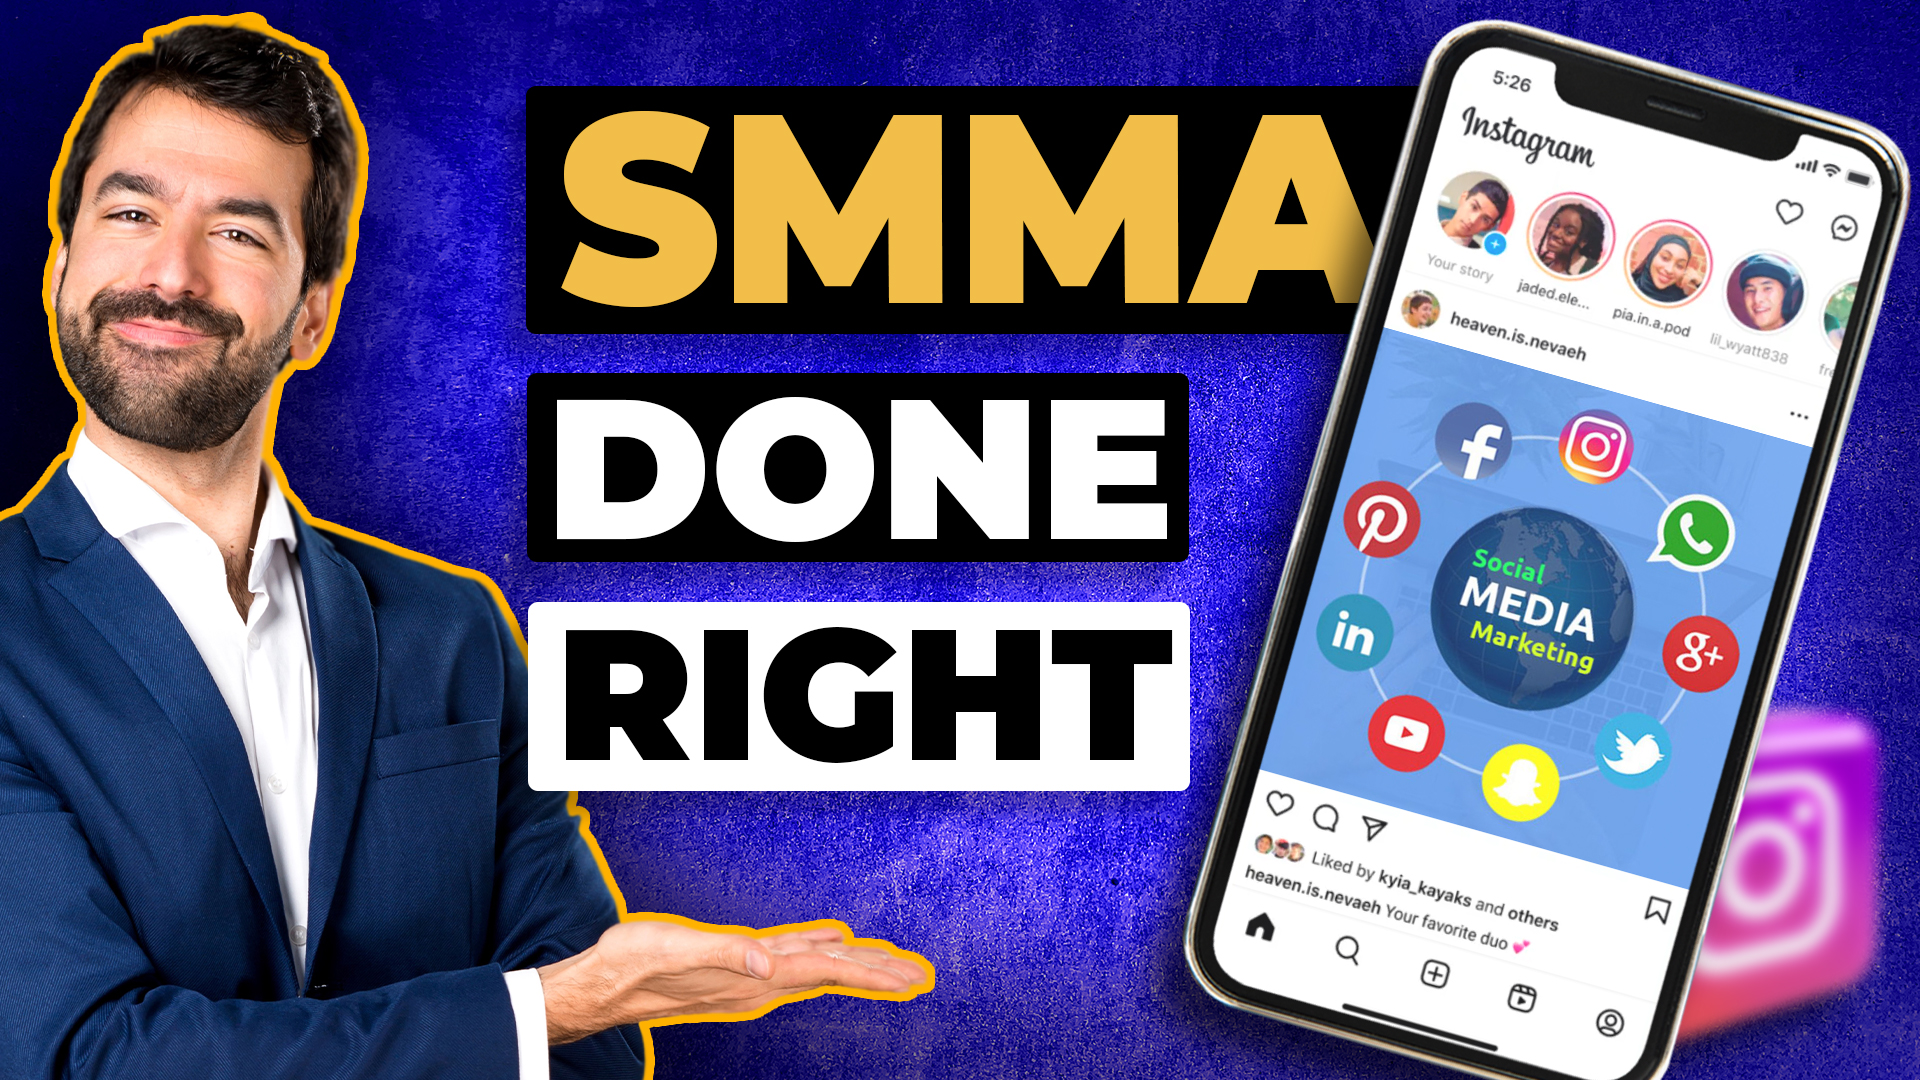 SMMA
DONE
RIGHT
5:26
Instagram
Your story
jaded.ele...
pia.in.a.pod
lil_wyatt838
heaven.is.nevaeh
Social
MEDIA
Marketing
f
in
g+
Liked by kyia_kayaks and others
heaven.is.nevaeh Your favorite duo 💕